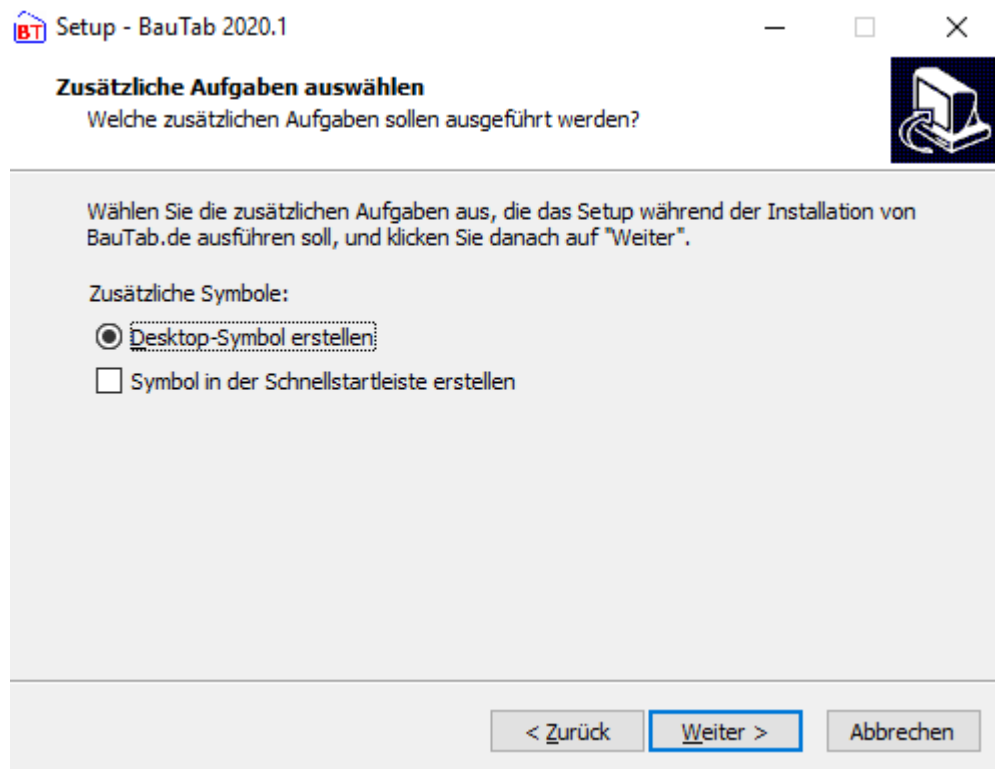 BT Setup - BauTab 2020.1
Zusätzliche Aufgaben auswählen
Welche zusätzlichen Aufgaben sollen ausgeführt werden?
Wählen Sie die zusätzlichen Aufgaben aus, die das Setup während der Installation von
BauTab.de ausführen soll, und klicken Sie danach auf "Weiter".
Zusätzliche Symbole:
Desktop-Symbol erstellen
Symbol in der Schnellstartleiste erstellen
< Zurück Weiter > Abbrechen